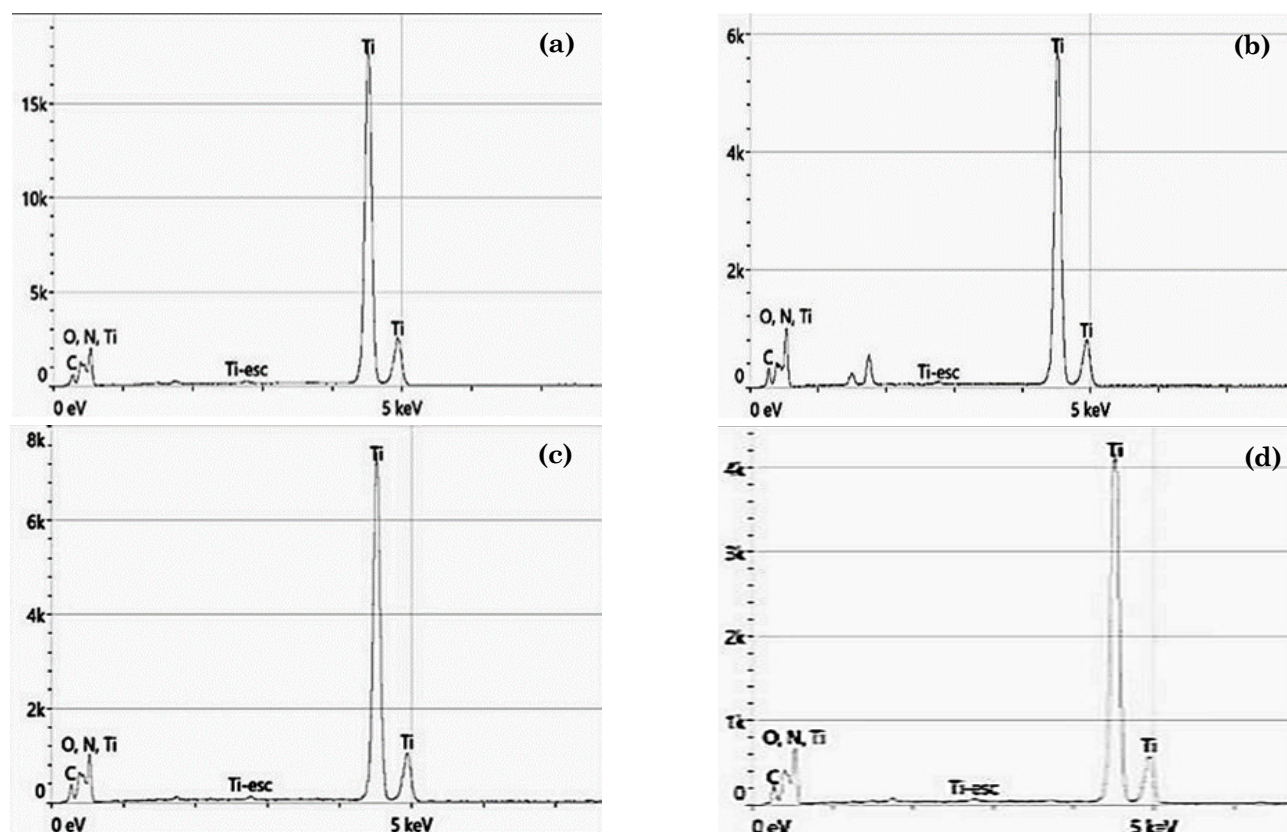 (a)
Ti
15k
10k
5k
O, N, Ti
Ti
C
Ti-esc
0
0 eV
5 keV
(b)
6k
Ti
4k
2k
O, N, Ti
Ti
C
Ti-esc
0
0 eV
5 keV
(c)
8k
Ti
6k
4k
2k
O, N, Ti
Ti
C
Ti-esc
0
0 eV
5 keV
(d)
Ti
4k
3k
2k
1k
O, N, Ti
Ti
C
Ti-esc
0
0 eV
5 keV